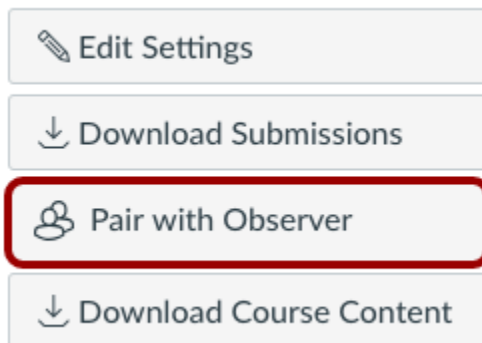 Edit Settings
Download Submissions
Pair with Observer
Download Course Content